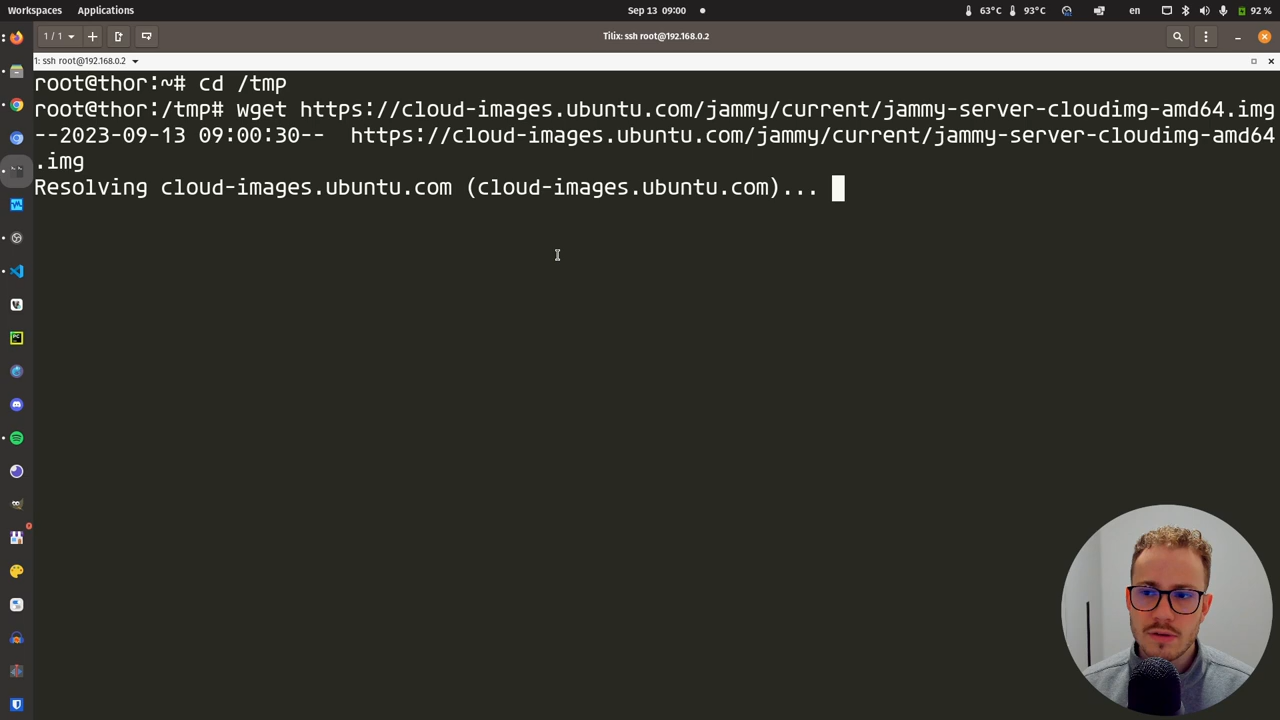 Workspaces Applications Sep 13 09:00 63°C 93°C en 92 %
1 / 1 Tilix: ssh root@192.168.0.2
1: ssh root@192.168.0.2
root@thor:~# cd /tmp
root@thor:/tmp# wget https://cloud-images.ubuntu.com/jammy/current/jammy-server-cloudimg-amd64.img
--2023-09-13 09:00:30-- https://cloud-images.ubuntu.com/jammy/current/jammy-server-cloudimg-amd64
.img
Resolving cloud-images.ubuntu.com (cloud-images.ubuntu.com)...